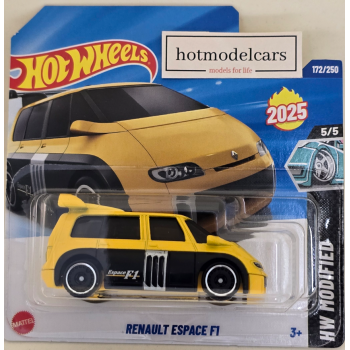 HOT WHEELS
hotmodelcars
models for life
172/250
2025
5/5
HW MODIFIED
Espace F1
MATTEL
RENAULT ESPACE F1
3+